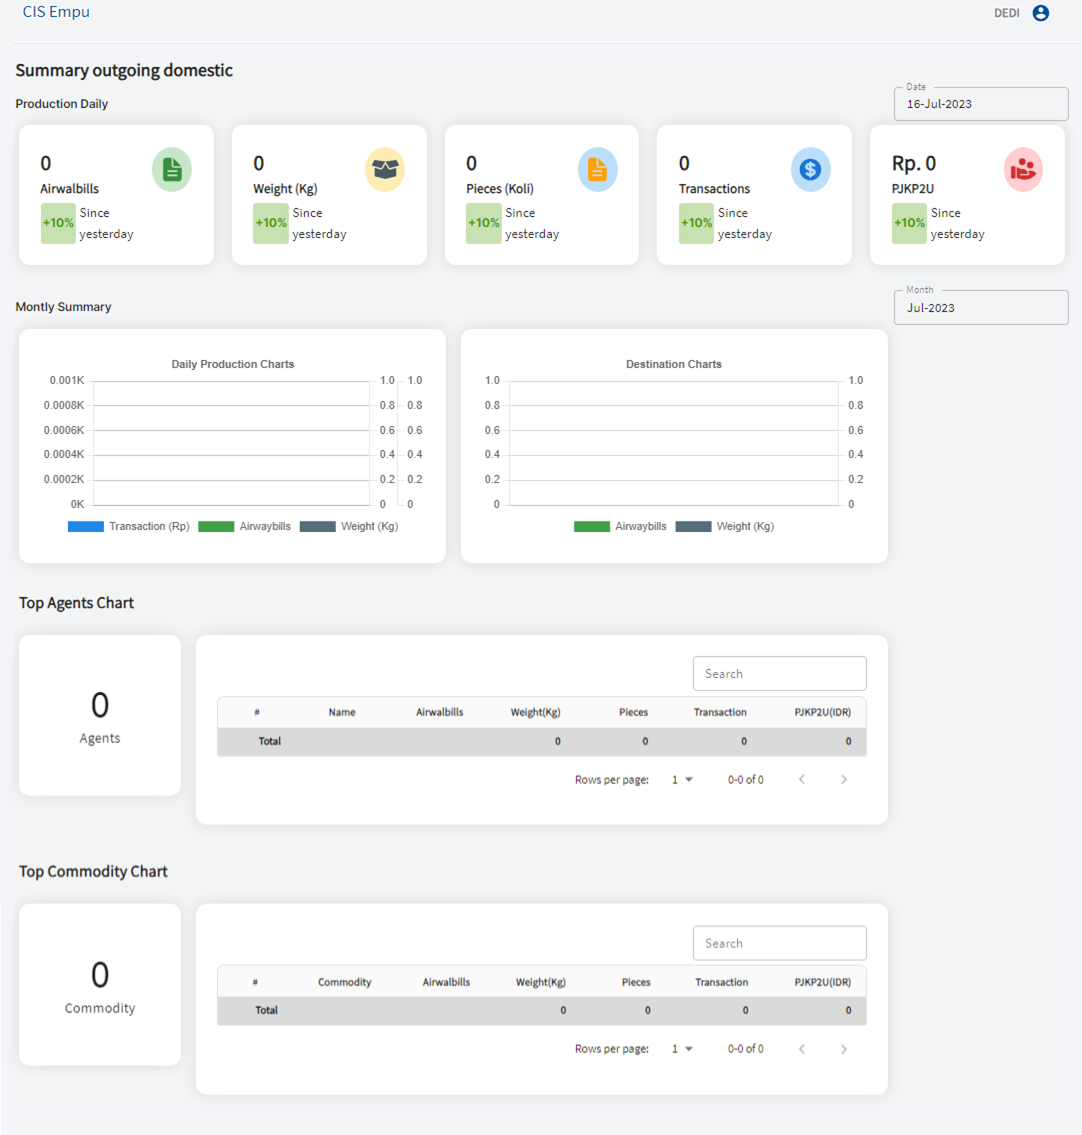 CIS Empu
DEDI
Summary outgoing domestic
Production Daily
Date
16-Jul-2023
0
Airwalbills
+10%
Since
yesterday
0
Weight (Kg)
+10%
Since
yesterday
0
Pieces (Koli)
+10%
Since
yesterday
0
Transactions
+10%
Since
yesterday
Rp. 0
PJKP2U
+10%
Since
yesterday
Montly Summary
Month
Jul-2023
Daily Production Charts
0.001K 1.0 1.0
0.0008K 0.8 0.8
0.0006K 0.6 0.6
0.0004K 0.4 0.4
0.0002K 0.2 0.2
0K 0 0
Transaction (Rp) Airwaybills Weight (Kg)
Destination Charts
1.0 1.0
0.8 0.8
0.6 0.6
0.4 0.4
0.2 0.2
0 0
Airwaybills Weight (Kg)
Top Agents Chart
0
Agents
Search
# Name Airwalbills Weight(Kg) Pieces Transaction PJKP2U(IDR)
Total 0 0 0 0
Rows per page: 1 0-0 of 0
Top Commodity Chart
0
Commodity
Search
# Commodity Airwalbills Weight(Kg) Pieces Transaction PJKP2U(IDR)
Total 0 0 0 0
Rows per page: 1 0-0 of 0